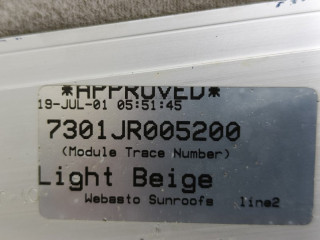 *APPROVED*
19-JUL-01 05:51:45
7301JR005200
(Module Trace Number)
Light Beige
Webasto Sunroofs line2